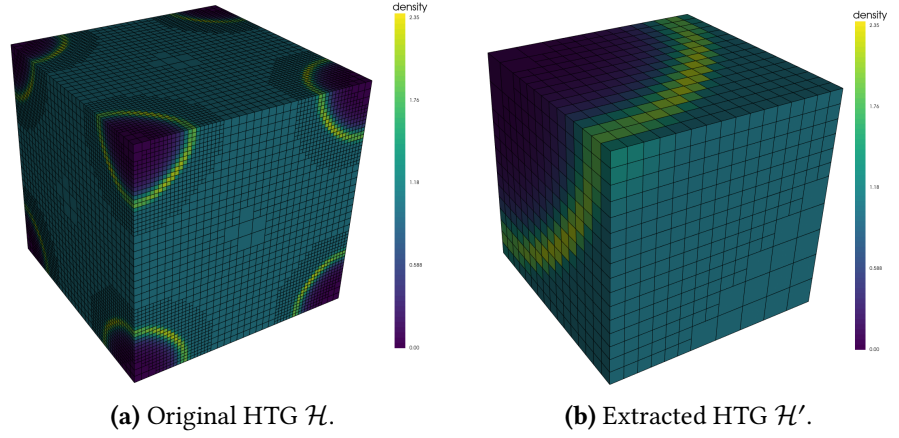 density
2.35
1.76
1.18
0.588
0.00
density
2.35
1.76
1.18
0.588
0.00
(a) Original HTG ℋ.
(b) Extracted HTG ℋ′.